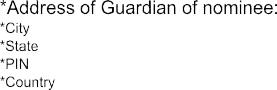 *Address of Guardian of nominee:
*City
*State
*PIN
*Country